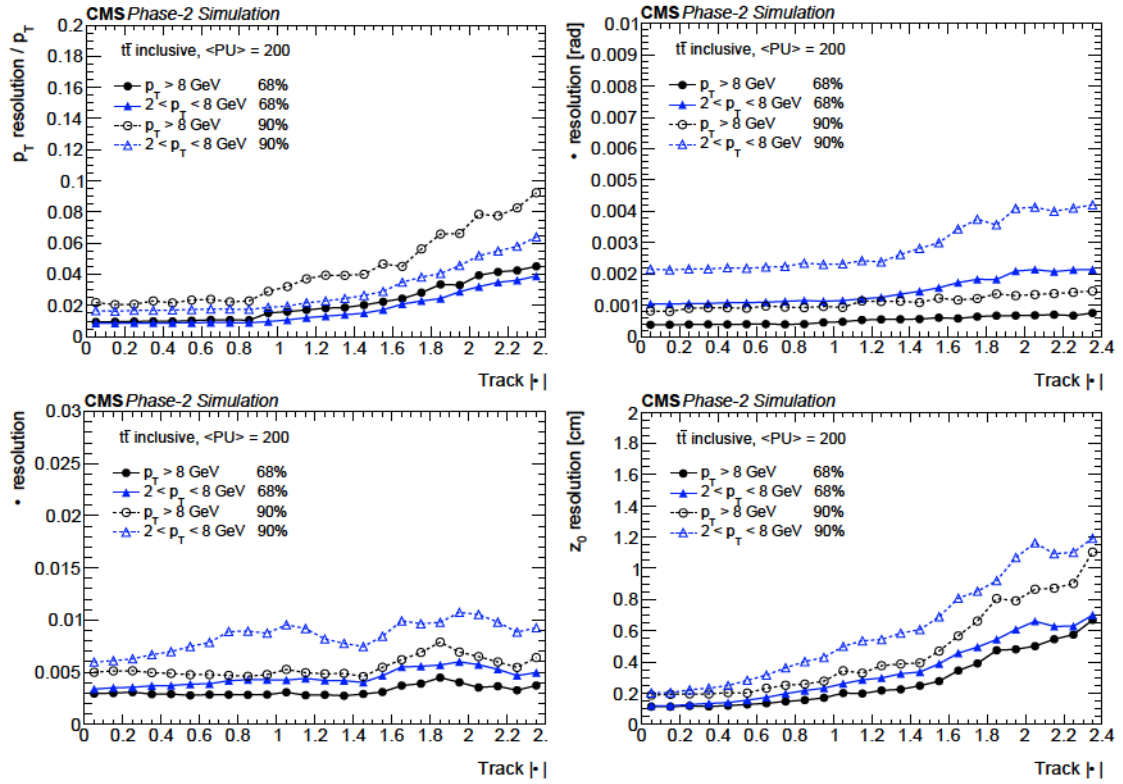 CMS Phase-2 Simulation
tt̄ inclusive, <PU> = 200
p_T > 8 GeV 68%
2 < p_T < 8 GeV 68%
p_T > 8 GeV 90%
2 < p_T < 8 GeV 90%
p_T resolution / p_T
0.2
0.18
0.16
0.14
0.12
0.1
0.08
0.06
0.04
0.02
0
0 0.2 0.4 0.6 0.8 1 1.2 1.4 1.6 1.8 2 2.2 2.
Track |•|
CMS Phase-2 Simulation
tt̄ inclusive, <PU> = 200
p_T > 8 GeV 68%
2 < p_T < 8 GeV 68%
p_T > 8 GeV 90%
2 < p_T < 8 GeV 90%
• resolution [rad]
0.01
0.009
0.008
0.007
0.006
0.005
0.004
0.003
0.002
0.001
0
0 0.2 0.4 0.6 0.8 1 1.2 1.4 1.6 1.8 2 2.2 2.4
Track |•|
CMS Phase-2 Simulation
tt̄ inclusive, <PU> = 200
p_T > 8 GeV 68%
2 < p_T < 8 GeV 68%
p_T > 8 GeV 90%
2 < p_T < 8 GeV 90%
• resolution
0.03
0.025
0.02
0.015
0.01
0.005
0
0 0.2 0.4 0.6 0.8 1 1.2 1.4 1.6 1.8 2 2.2 2.
Track |•|
CMS Phase-2 Simulation
tt̄ inclusive, <PU> = 200
p_T > 8 GeV 68%
2 < p_T < 8 GeV 68%
p_T > 8 GeV 90%
2 < p_T < 8 GeV 90%
z_0 resolution [cm]
2
1.8
1.6
1.4
1.2
1
0.8
0.6
0.4
0.2
0
0 0.2 0.4 0.6 0.8 1 1.2 1.4 1.6 1.8 2 2.2 2.4
Track |•|